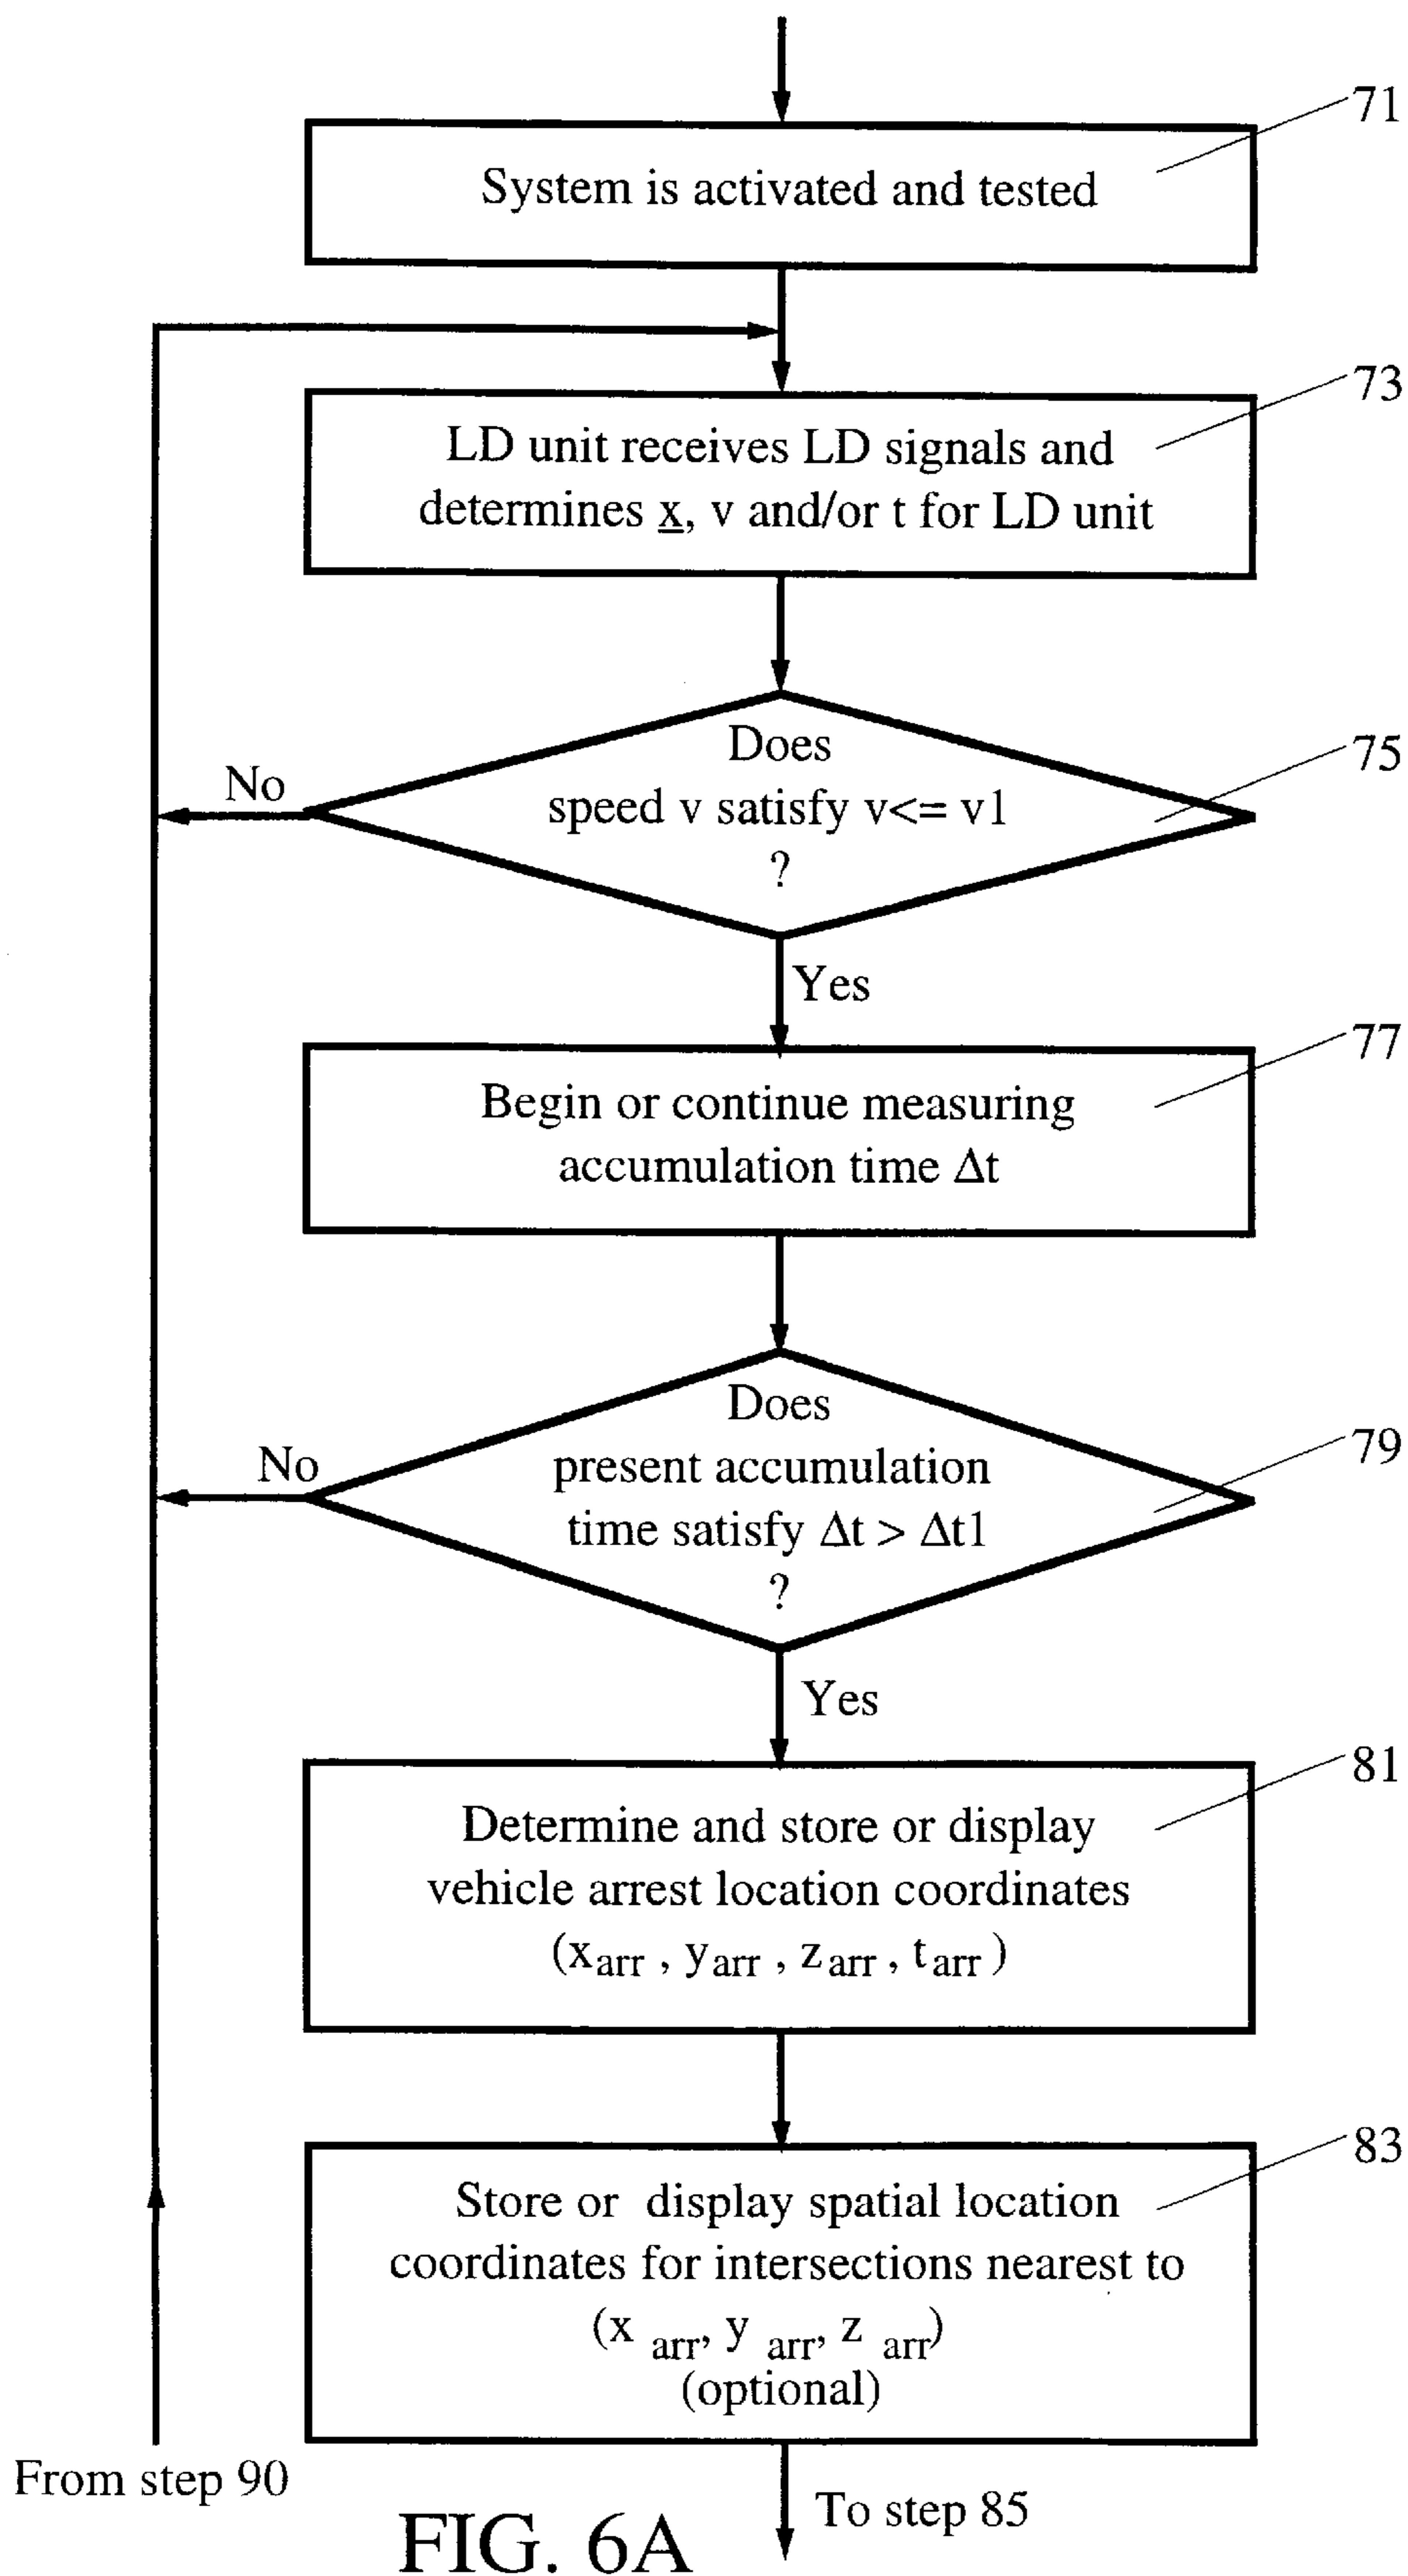 71
System is activated and tested
73
LD unit receives LD signals and
determines x, v and/or t for LD unit
75
Does
speed v satisfy v<= v1
?
No
Yes
77
Begin or continue measuring
accumulation time Δt
79
Does
present accumulation
time satisfy Δt > Δt1
?
No
Yes
81
Determine and store or display
vehicle arrest location coordinates
(xarr , yarr , zarr , tarr )
83
Store or display spatial location
coordinates for intersections nearest to
(x arr, y arr, z arr)
(optional)
From step 90
To step 85
FIG. 6A